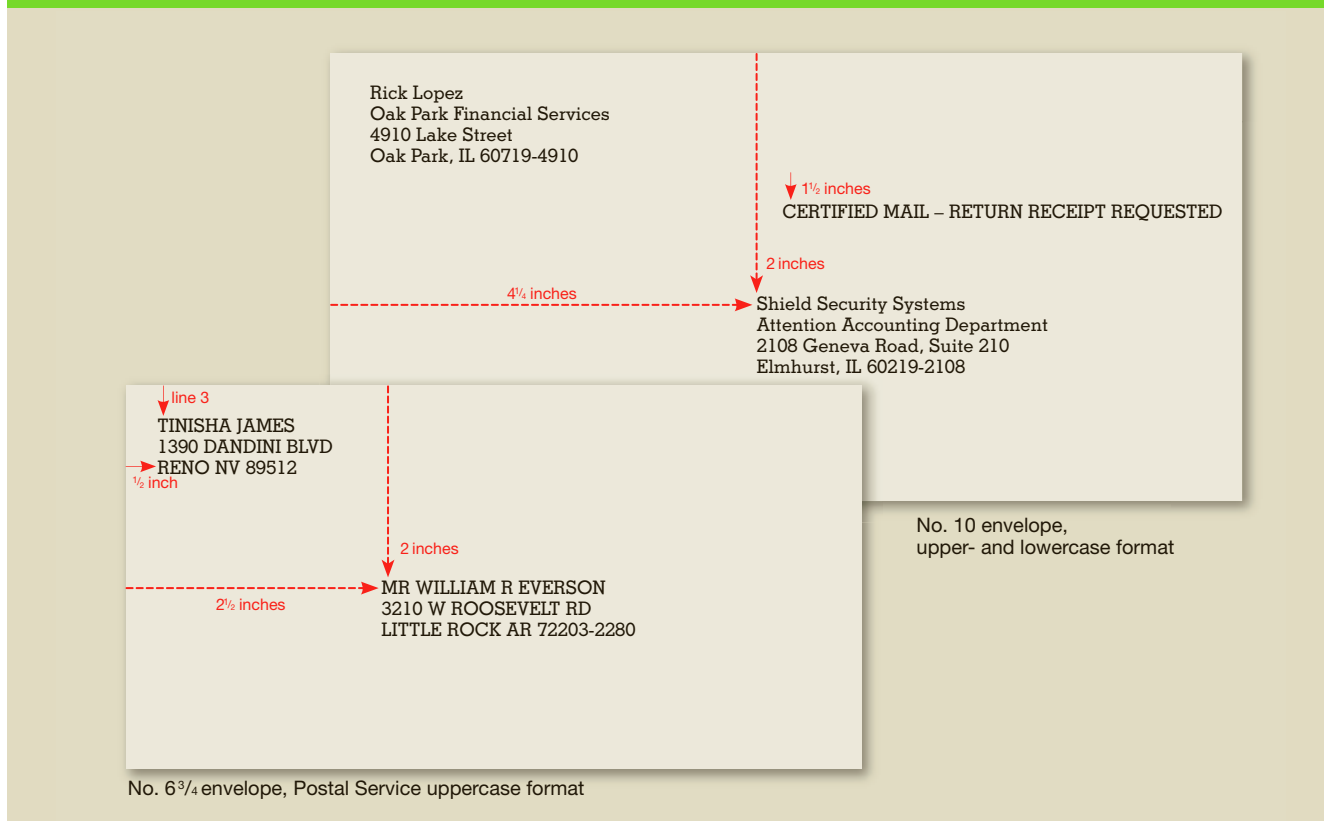 Rick Lopez
Oak Park Financial Services
4910 Lake Street
Oak Park, IL 60719-4910
1½ inches
CERTIFIED MAIL – RETURN RECEIPT REQUESTED
2 inches
4¼ inches
Shield Security Systems
Attention Accounting Department
2108 Geneva Road, Suite 210
Elmhurst, IL 60219-2108
line 3
TINISHA JAMES
1390 DANDINI BLVD
RENO NV 89512
½ inch
No. 10 envelope,
upper- and lowercase format
2 inches
2½ inches
MR WILLIAM R EVERSON
3210 W ROOSEVELT RD
LITTLE ROCK AR 72203-2280
No. 6 3/4 envelope, Postal Service uppercase format